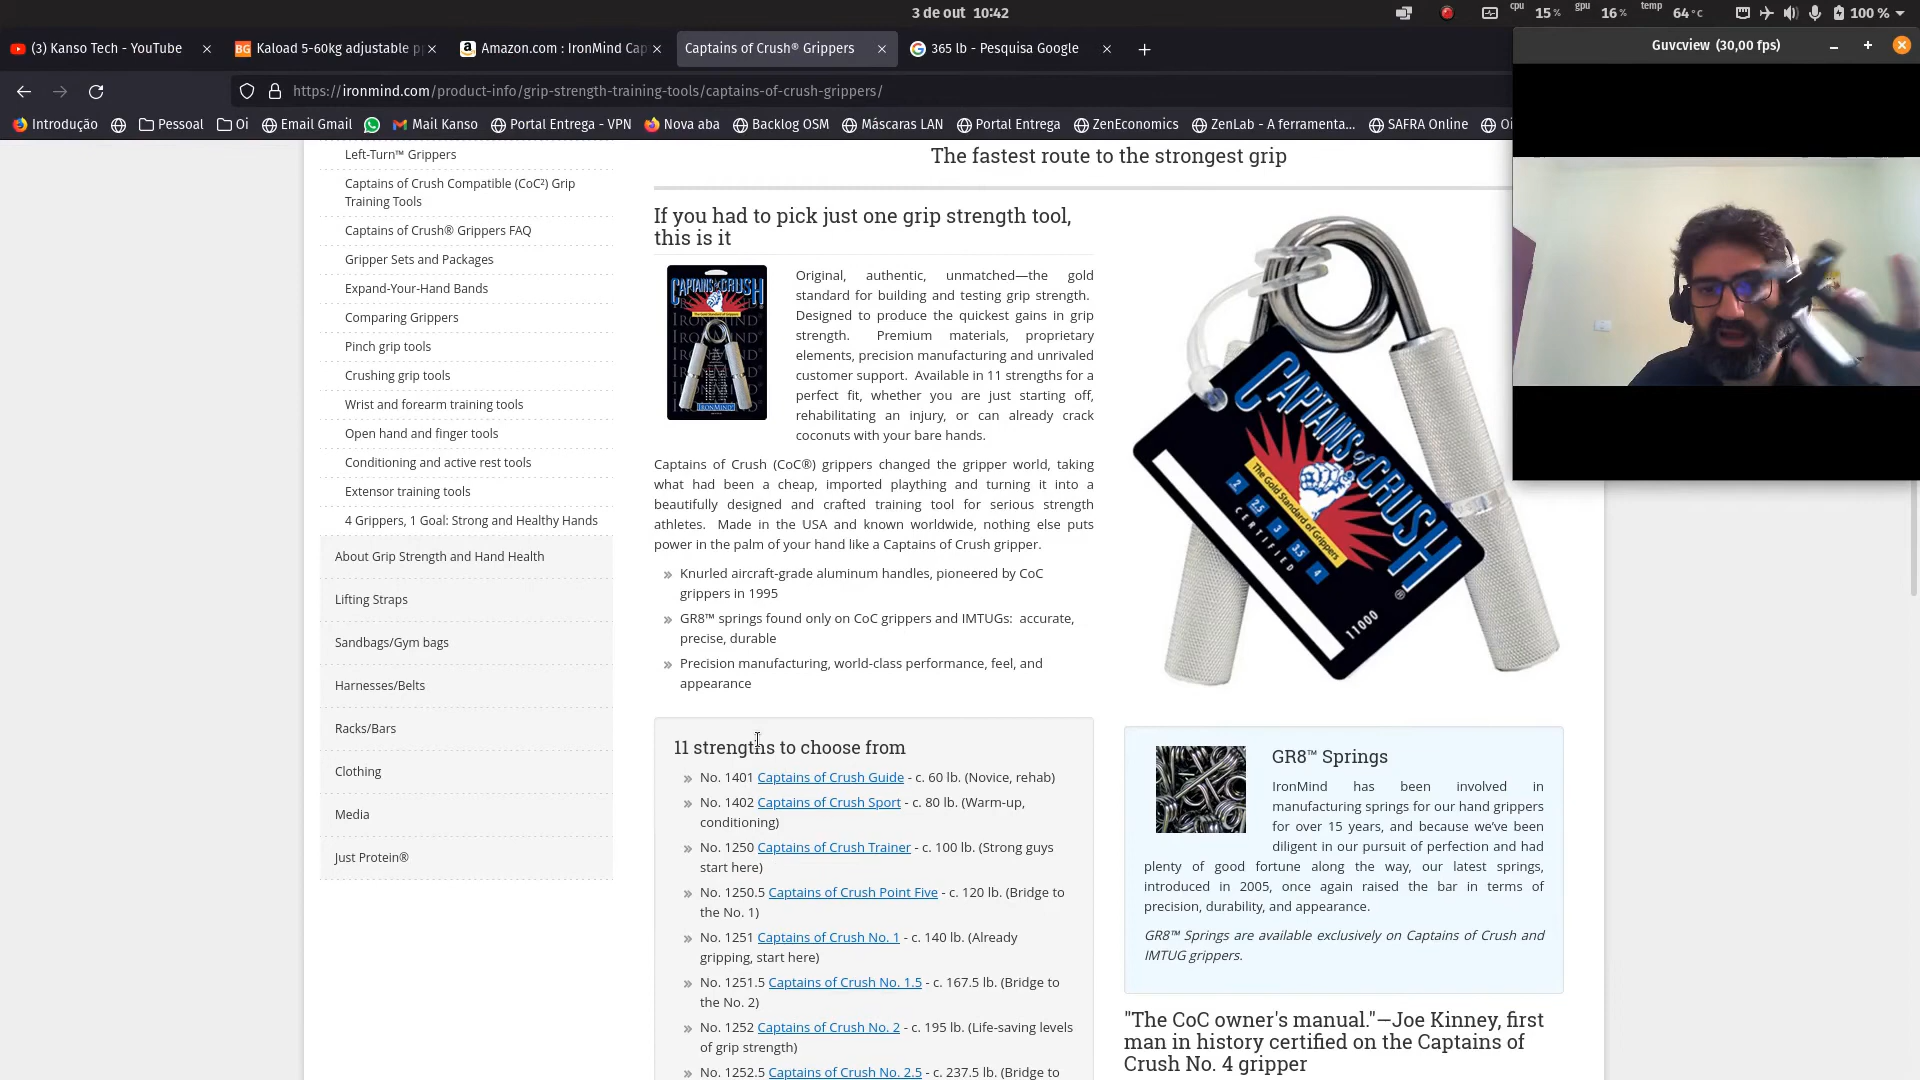 3 de out 10:42
cpu 15 % gpu 16 % temp 64°C 100 %
(3) Kanso Tech - YouTube
Kaload 5-60kg adjustable p
Amazon.com : IronMind Cap
Captains of Crush® Grippers
365 lb - Pesquisa Google
Guvcview (30,00 fps)
https://ironmind.com/product-info/grip-strength-training-tools/captains-of-crush-grippers/
Introdução
Pessoal
Oi
Email Gmail
Mail Kanso
Portal Entrega - VPN
Nova aba
Backlog OSM
Máscaras LAN
Portal Entrega
ZenEconomics
ZenLab - A ferramenta...
SAFRA Online
Left-Turn™ Grippers
Captains of Crush Compatible (CoC²) Grip
Training Tools
Captains of Crush® Grippers FAQ
Gripper Sets and Packages
Expand-Your-Hand Bands
Comparing Grippers
Pinch grip tools
Crushing grip tools
Wrist and forearm training tools
Open hand and finger tools
Conditioning and active rest tools
Extensor training tools
4 Grippers, 1 Goal: Strong and Healthy Hands
About Grip Strength and Hand Health
Lifting Straps
Sandbags/Gym bags
Harnesses/Belts
Racks/Bars
Clothing
Media
Just Protein®
The fastest route to the strongest grip
If you had to pick just one grip strength tool,
this is it
CAPTAINS OF CRUSH
IRONMIND
Original, authentic, unmatched—the gold
standard for building and testing grip strength.
Designed to produce the quickest gains in grip
strength. Premium materials, proprietary
elements, precision manufacturing and unrivaled
customer support. Available in 11 strengths for a
perfect fit, whether you are just starting off,
rehabilitating an injury, or can already crack
coconuts with your bare hands.
Captains of Crush (CoC®) grippers changed the gripper world, taking
what had been a cheap, imported plaything and turning it into a
beautifully designed and crafted training tool for serious strength
athletes. Made in the USA and known worldwide, nothing else puts
power in the palm of your hand like a Captains of Crush gripper.
» Knurled aircraft-grade aluminum handles, pioneered by CoC
grippers in 1995
» GR8™ springs found only on CoC grippers and IMTUGs: accurate,
precise, durable
» Precision manufacturing, world-class performance, feel, and
appearance
CAPTAINS OF CRUSH
®
The Gold Standard of Grippers
2 2.5 3 3.5 4
CERTIFIED
11000
11 strengths to choose from
» No. 1401 Captains of Crush Guide - c. 60 lb. (Novice, rehab)
» No. 1402 Captains of Crush Sport - c. 80 lb. (Warm-up,
conditioning)
» No. 1250 Captains of Crush Trainer - c. 100 lb. (Strong guys
start here)
» No. 1250.5 Captains of Crush Point Five - c. 120 lb. (Bridge to
the No. 1)
» No. 1251 Captains of Crush No. 1 - c. 140 lb. (Already
gripping, start here)
» No. 1251.5 Captains of Crush No. 1.5 - c. 167.5 lb. (Bridge to
the No. 2)
» No. 1252 Captains of Crush No. 2 - c. 195 lb. (Life-saving levels
of grip strength)
» No. 1252.5 Captains of Crush No. 2.5 - c. 237.5 lb. (Bridge to
GR8™ Springs
IronMind has been involved in
manufacturing springs for our hand grippers
for over 15 years, and because we've been
diligent in our pursuit of perfection and had
plenty of good fortune along the way, our latest springs,
introduced in 2005, once again raised the bar in terms of
precision, durability, and appearance.
GR8™ Springs are available exclusively on Captains of Crush and
IMTUG grippers.
"The CoC owner's manual."—Joe Kinney, first
man in history certified on the Captains of
Crush No. 4 gripper